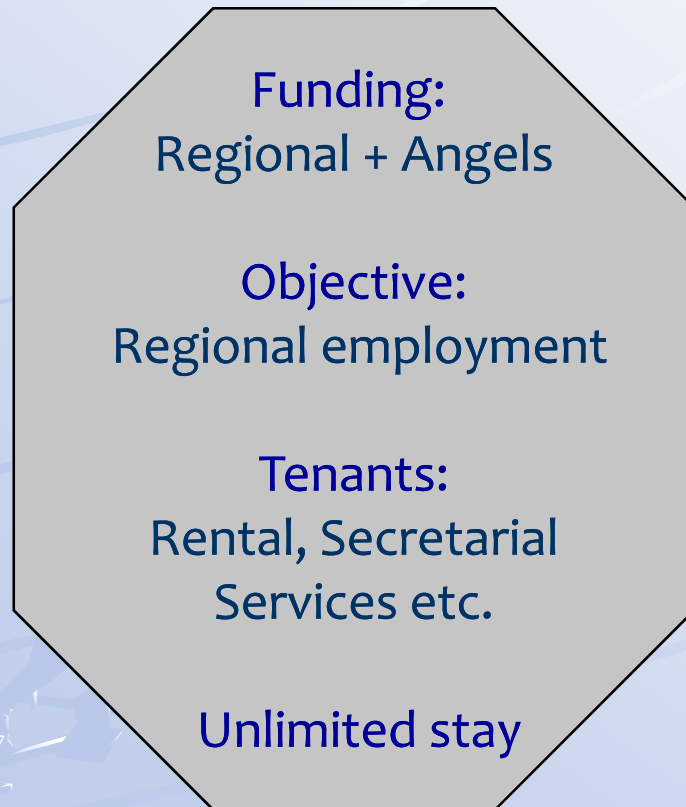 Funding:
Regional + Angels
Objective:
Regional employment
Tenants:
Rental, Secretarial
Services etc.
Unlimited stay